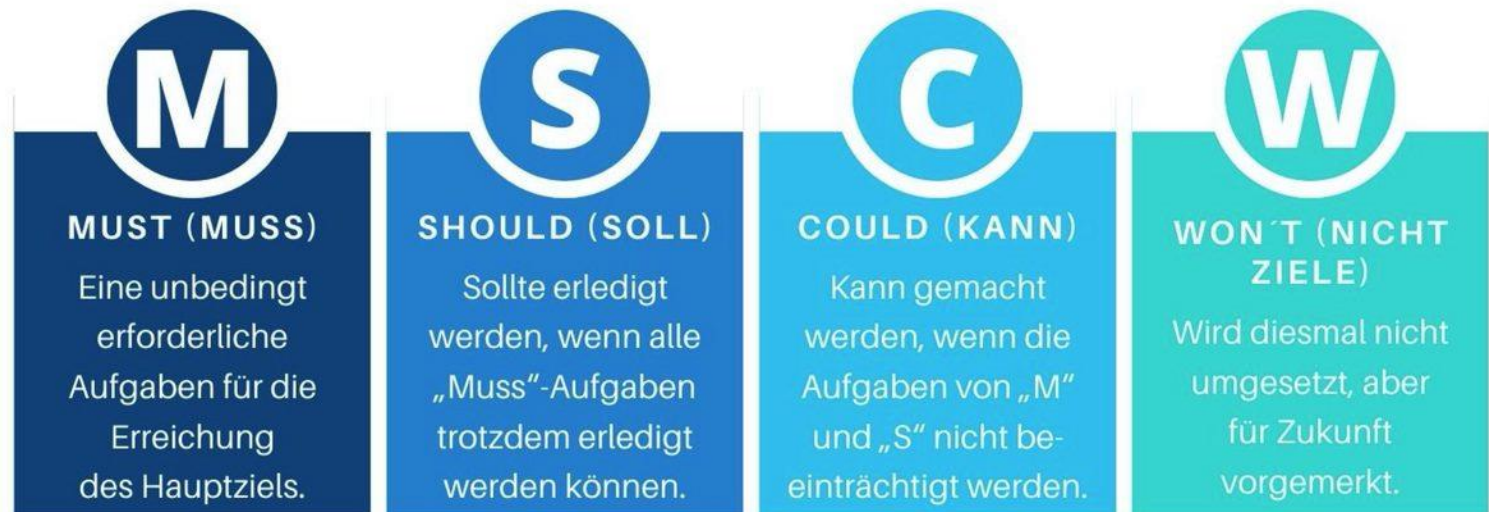 M
MUST (MUSS)
Eine unbedingt
erforderliche
Aufgaben für die
Erreichung
des Hauptziels.
S
SHOULD (SOLL)
Sollte erledigt
werden, wenn alle
„Muss“-Aufgaben
trotzdem erledigt
werden können.
C
COULD (KANN)
Kann gemacht
werden, wenn die
Aufgaben von „M“
und „S“ nicht be-
einträchtigt werden.
W
WON´T (NICHT
ZIELE)
Wird diesmal nicht
umgesetzt, aber
für Zukunft
vorgemerkt.